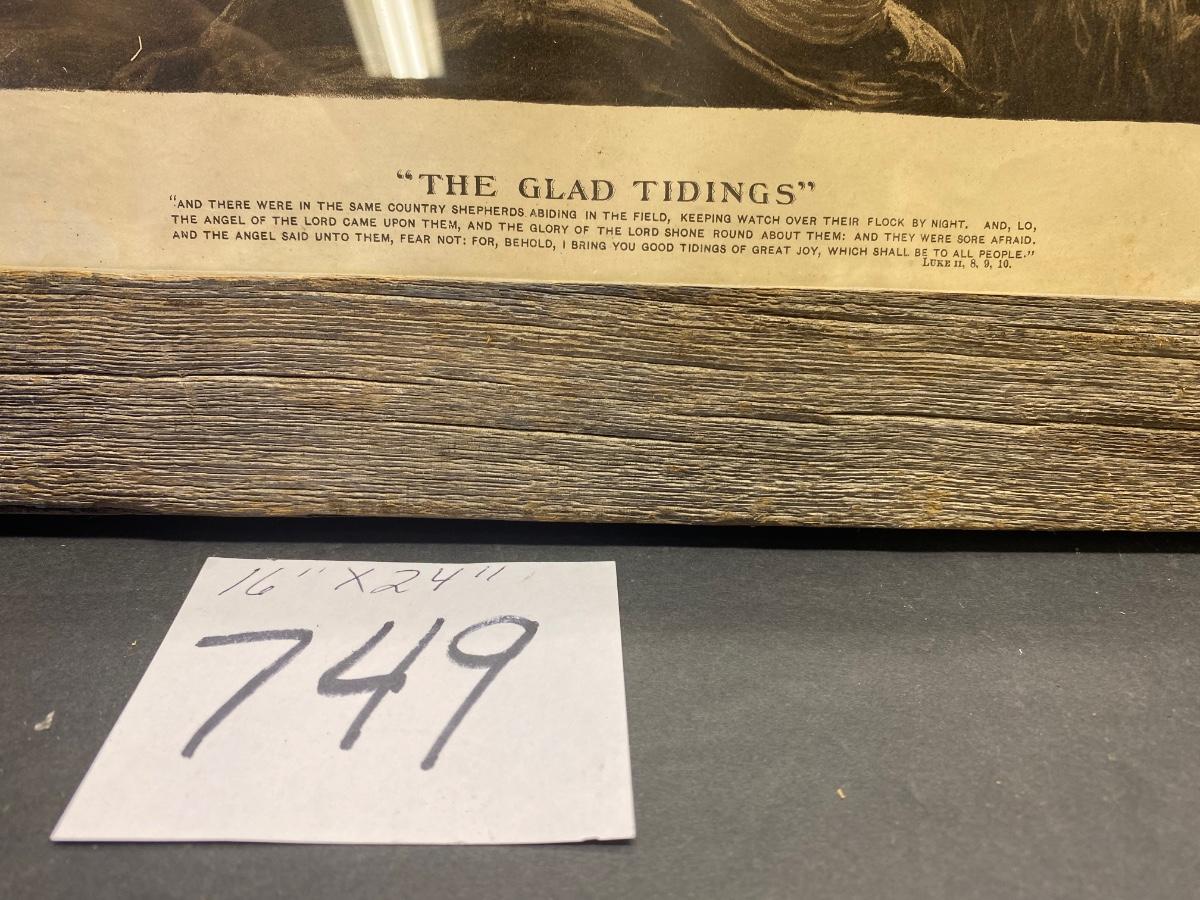 “THE GLAD TIDINGS”
“AND THERE WERE IN THE SAME COUNTRY SHEPHERDS ABIDING IN THE FIELD, KEEPING WATCH OVER THEIR FLOCK BY NIGHT. AND, LO,
THE ANGEL OF THE LORD CAME UPON THEM, AND THE GLORY OF THE LORD SHONE ROUND ABOUT THEM: AND THEY WERE SORE AFRAID.
AND THE ANGEL SAID UNTO THEM, FEAR NOT: FOR, BEHOLD, I BRING YOU GOOD TIDINGS OF GREAT JOY, WHICH SHALL BE TO ALL PEOPLE.”
LUKE II, 8, 9, 10.
16" X 24"
749